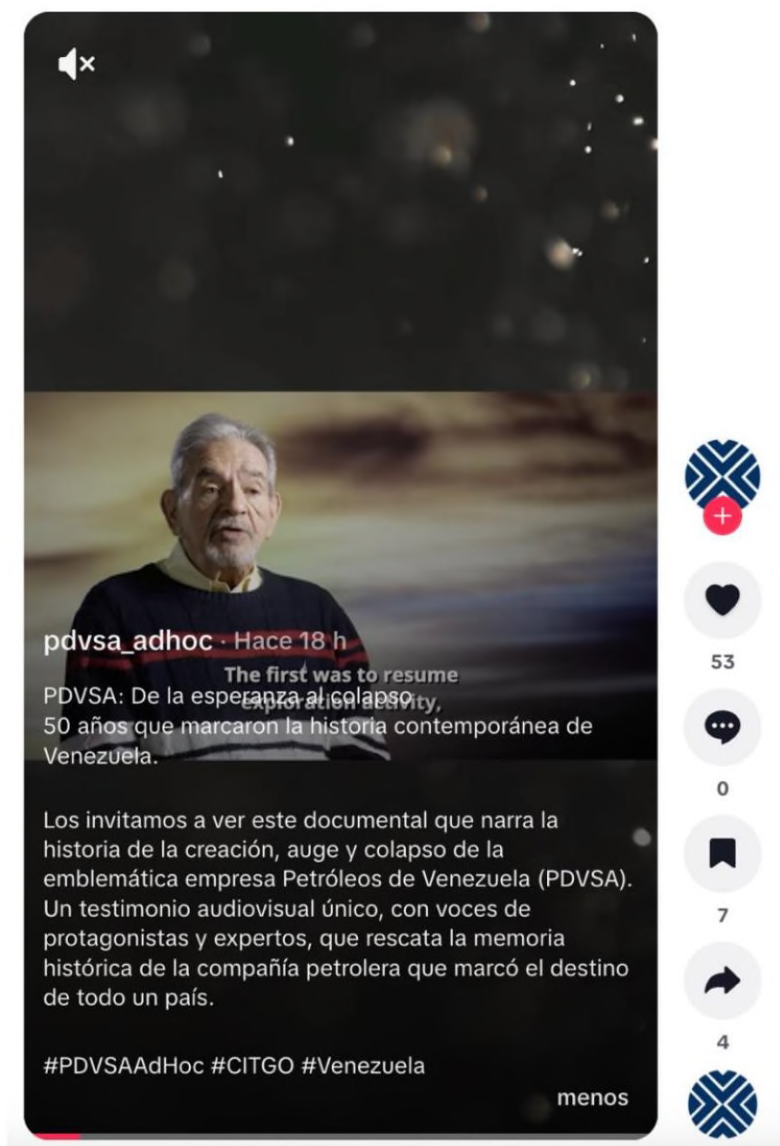 pdvsa_adhoc · Hace 18 h
The first was to resume
exploration activity,
PDVSA: De la esperanza al colapso
50 años que marcaron la historia contemporánea de
Venezuela.
Los invitamos a ver este documental que narra la
historia de la creación, auge y colapso de la
emblemática empresa Petróleos de Venezuela (PDVSA).
Un testimonio audiovisual único, con voces de
protagonistas y expertos, que rescata la memoria
histórica de la compañía petrolera que marcó el destino
de todo un país.
#PDVSAAdHoc #CITGO #Venezuela
menos
53
0
7
4